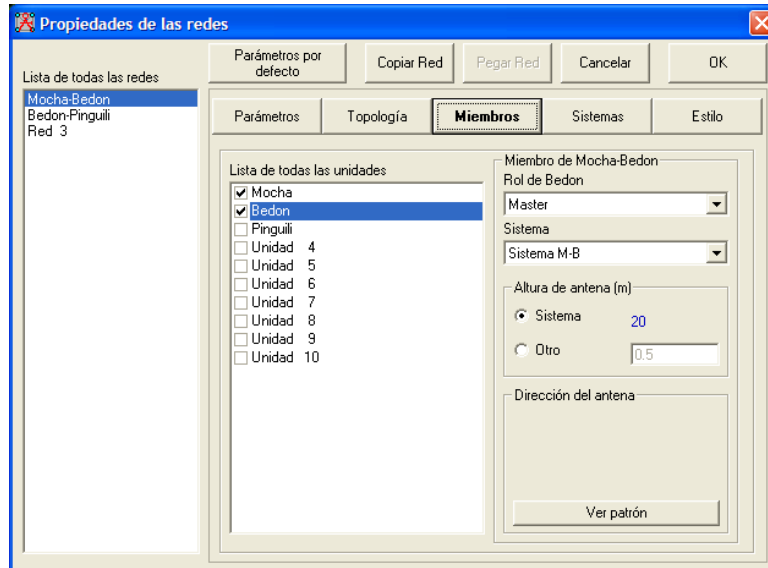 Propiedades de las redes
Parámetros por defecto
Copiar Red
Pegar Red
Cancelar
OK
Lista de todas las redes
Mocha-Bedon
Bedon-Pinguili
Red 3
Parámetros
Topología
Miembros
Sistemas
Estilo
Lista de todas las unidades
Mocha
Bedon
Pinguili
Unidad 4
Unidad 5
Unidad 6
Unidad 7
Unidad 8
Unidad 9
Unidad 10
Miembro de Mocha-Bedon
Rol de Bedon
Master
Sistema
Sistema M-B
Altura de antena (m)
Sistema 20
Otro 0.5
Dirección del antena
Ver patrón